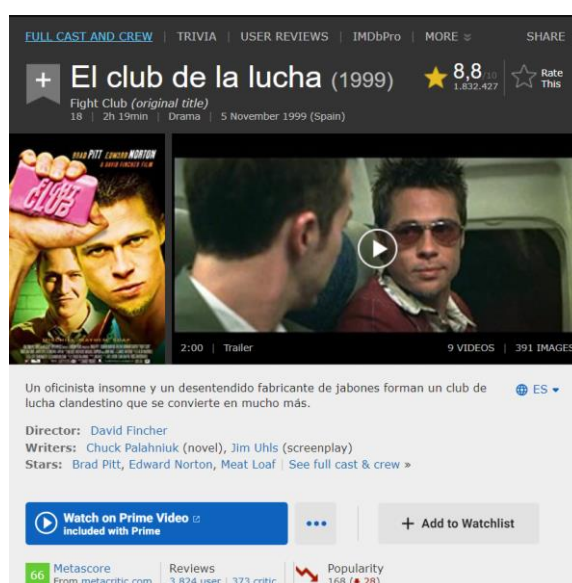 FULL CAST AND CREW | TRIVIA | USER REVIEWS | IMDbPro | MORE SHARE
+ El club de la lucha (1999) 8,8/10 1.832.427 Rate This
Fight Club (original title)
18 | 2h 19min | Drama | 5 November 1999 (Spain)
BRAD PITT EDWARD NORTON
A DAVID FINCHER FILM
FIGHT CLUB
MISCHIEF. MAYHEM. SOAP.
2:00 | Trailer 9 VIDEOS | 391 IMAGES
Un oficinista insomne y un desentendido fabricante de jabones forman un club de ES
lucha clandestino que se convierte en mucho más.
Director: David Fincher
Writers: Chuck Palahniuk (novel), Jim Uhls (screenplay)
Stars: Brad Pitt, Edward Norton, Meat Loaf | See full cast & crew »
Watch on Prime Video
included with Prime
... + Add to Watchlist
66 Metascore Reviews Popularity
From metacritic.com 3.824 user | 373 critic 168 (28)